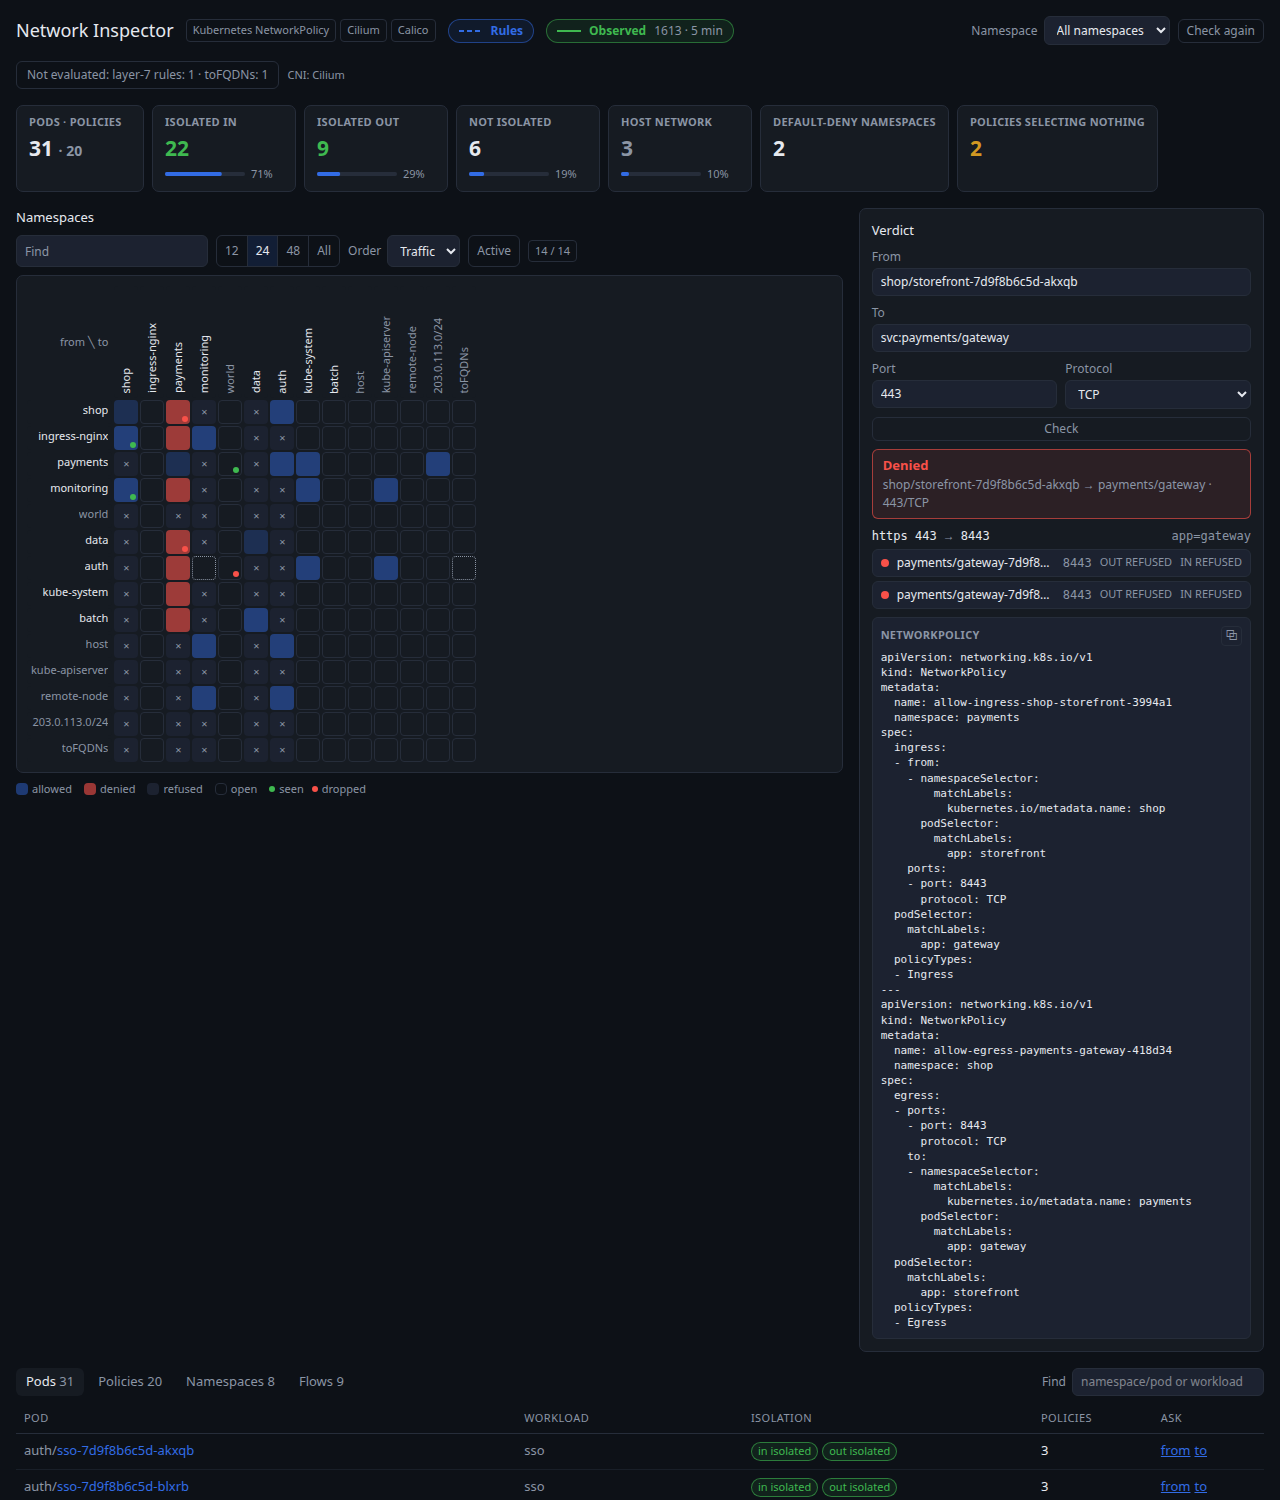 Network Inspector
Kubernetes NetworkPolicy
Cilium
Calico
Rules
Observed 1613 · 5 min
Namespace
All namespaces
Check again
Not evaluated: layer-7 rules: 1 · toFQDNs: 1
CNI: Cilium
PODS · POLICIES
31 · 20
ISOLATED IN
22
71%
ISOLATED OUT
9
29%
NOT ISOLATED
6
19%
HOST NETWORK
3
10%
DEFAULT-DENY NAMESPACES
2
POLICIES SELECTING NOTHING
2
Namespaces
Find
12 24 48 All
Order
Traffic
Active
14 / 14
from ╲ to
shop
ingress-nginx
payments
monitoring
world
data
auth
kube-system
batch
host
kube-apiserver
remote-node
203.0.113.0/24
toFQDNs
shop
ingress-nginx
payments
monitoring
world
data
auth
kube-system
batch
host
kube-apiserver
remote-node
203.0.113.0/24
toFQDNs
allowed denied refused open seen dropped
Verdict
From
shop/storefront-7d9f8b6c5d-akxqb
To
svc:payments/gateway
Port
443
Protocol
TCP
Check
Denied
shop/storefront-7d9f8b6c5d-akxqb → payments/gateway ·
443/TCP
https 443 → 8443 app=gateway
payments/gateway-7d9f8... 8443 OUT REFUSED IN REFUSED
payments/gateway-7d9f8... 8443 OUT REFUSED IN REFUSED
NETWORKPOLICY
apiVersion: networking.k8s.io/v1
kind: NetworkPolicy
metadata:
  name: allow-ingress-shop-storefront-3994a1
  namespace: payments
spec:
  ingress:
  - from:
    - namespaceSelector:
        matchLabels:
          kubernetes.io/metadata.name: shop
      podSelector:
        matchLabels:
          app: storefront
    ports:
    - port: 8443
      protocol: TCP
  podSelector:
    matchLabels:
      app: gateway
  policyTypes:
  - Ingress
---
apiVersion: networking.k8s.io/v1
kind: NetworkPolicy
metadata:
  name: allow-egress-payments-gateway-418d34
  namespace: shop
spec:
  egress:
  - ports:
    - port: 8443
      protocol: TCP
    to:
    - namespaceSelector:
        matchLabels:
          kubernetes.io/metadata.name: payments
      podSelector:
        matchLabels:
          app: gateway
  podSelector:
    matchLabels:
      app: storefront
  policyTypes:
  - Egress
Pods 31
Policies 20
Namespaces 8
Flows 9
Find
namespace/pod or workload
POD WORKLOAD ISOLATION POLICIES ASK
auth/sso-7d9f8b6c5d-akxqb sso in isolated out isolated 3 from to
auth/sso-7d9f8b6c5d-blxrb sso in isolated out isolated 3 from to